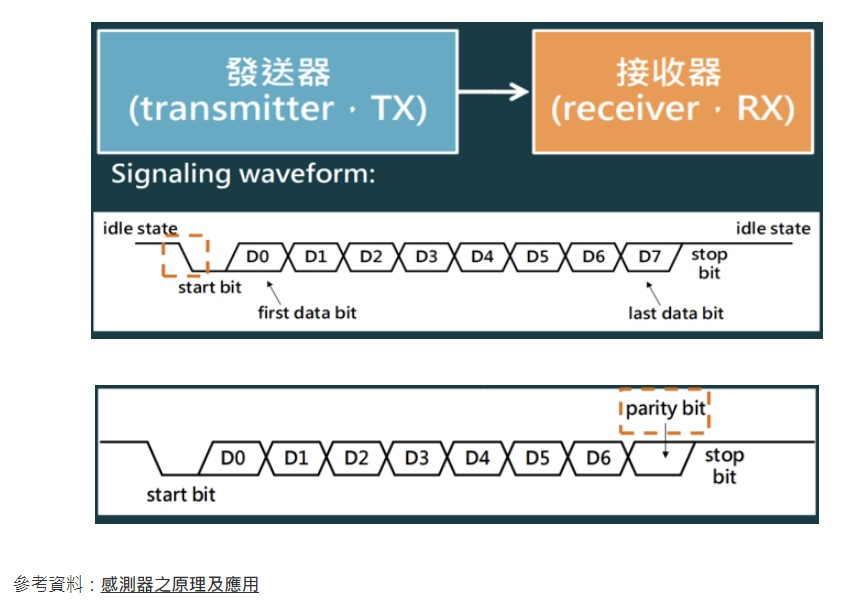 發送器
(transmitter,TX)
接收器
(receiver,RX)
Signaling waveform:
idle state
idle state
D0 D1 D2 D3 D4 D5 D6 D7
stop
bit
start bit
first data bit
last data bit
parity bit
D0 D1 D2 D3 D4 D5 D6
stop
bit
start bit
參考資料：感測器之原理及應用